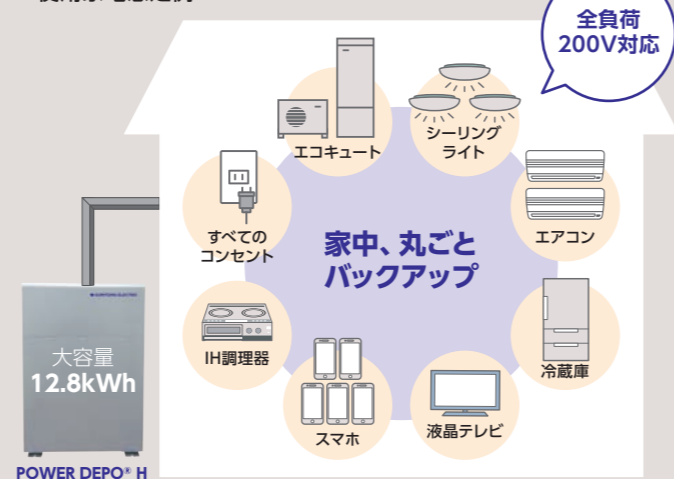 全負荷
200V対応
エコキュート
シーリング
ライト
すべての
コンセント
エアコン
家中、丸ごと
バックアップ
IH調理器
冷蔵庫
大容量
12.8kWh
スマホ
液晶テレビ
POWER DEPO® H